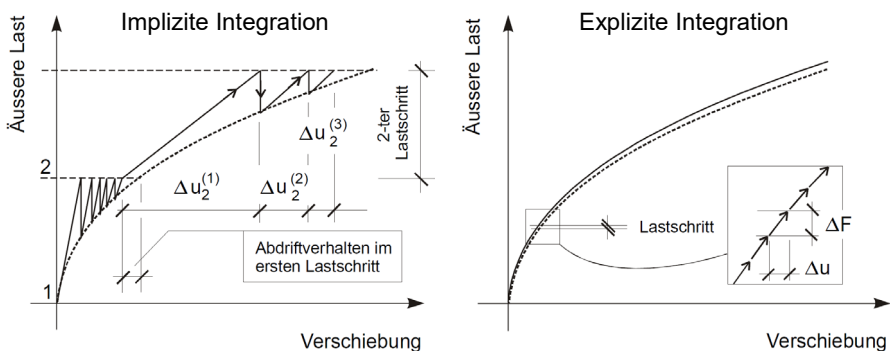 Implizite Integration
Äussere Last
2
1
Δu₂⁽¹⁾
Δu₂⁽²⁾
Δu₂⁽³⁾
2-ter
Lastschritt
Abdriftverhalten im
ersten Lastschritt
Verschiebung
Explizite Integration
Äussere Last
Lastschritt
ΔF
Δu
Verschiebung